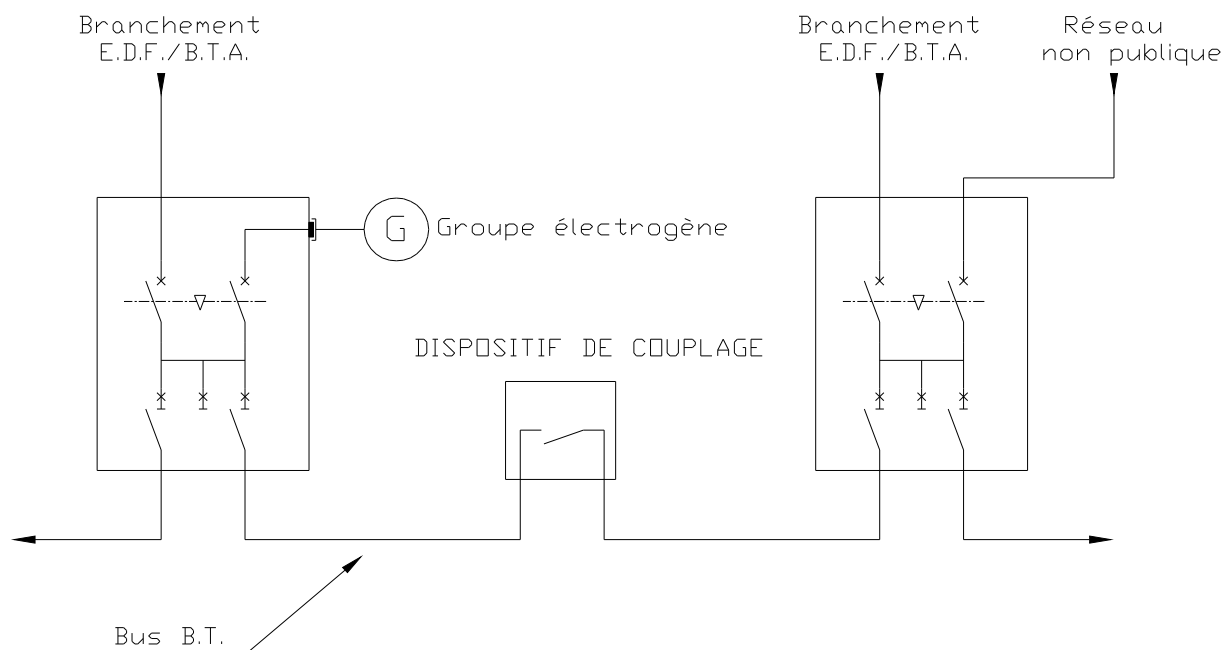 Branchement
E.D.F./B.T.A.
Branchement
E.D.F./B.T.A.
Réseau
non publique
G
Groupe électrogène
DISPOSITIF DE COUPLAGE
Bus B.T.